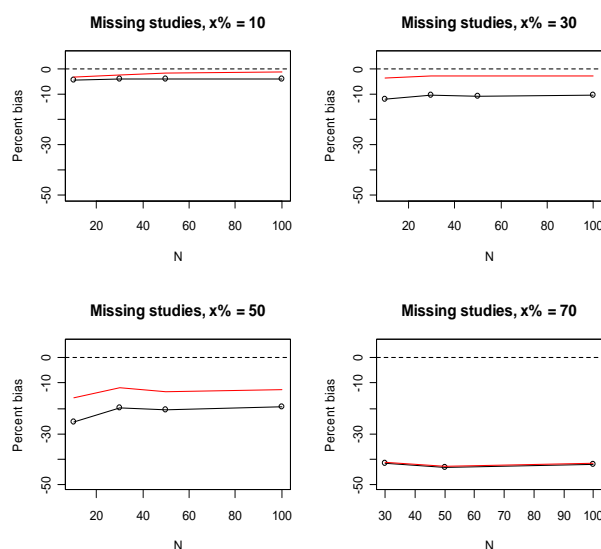 Missing studies, x% = 10
Percent bias
0
-10
-30
-50
20 40 60 80 100
N
Missing studies, x% = 30
Percent bias
0
-10
-30
-50
20 40 60 80 100
N
Missing studies, x% = 50
Percent bias
0
-10
-30
-50
20 40 60 80 100
N
Missing studies, x% = 70
Percent bias
0
-10
-30
-50
30 40 50 60 70 80 90 100
N